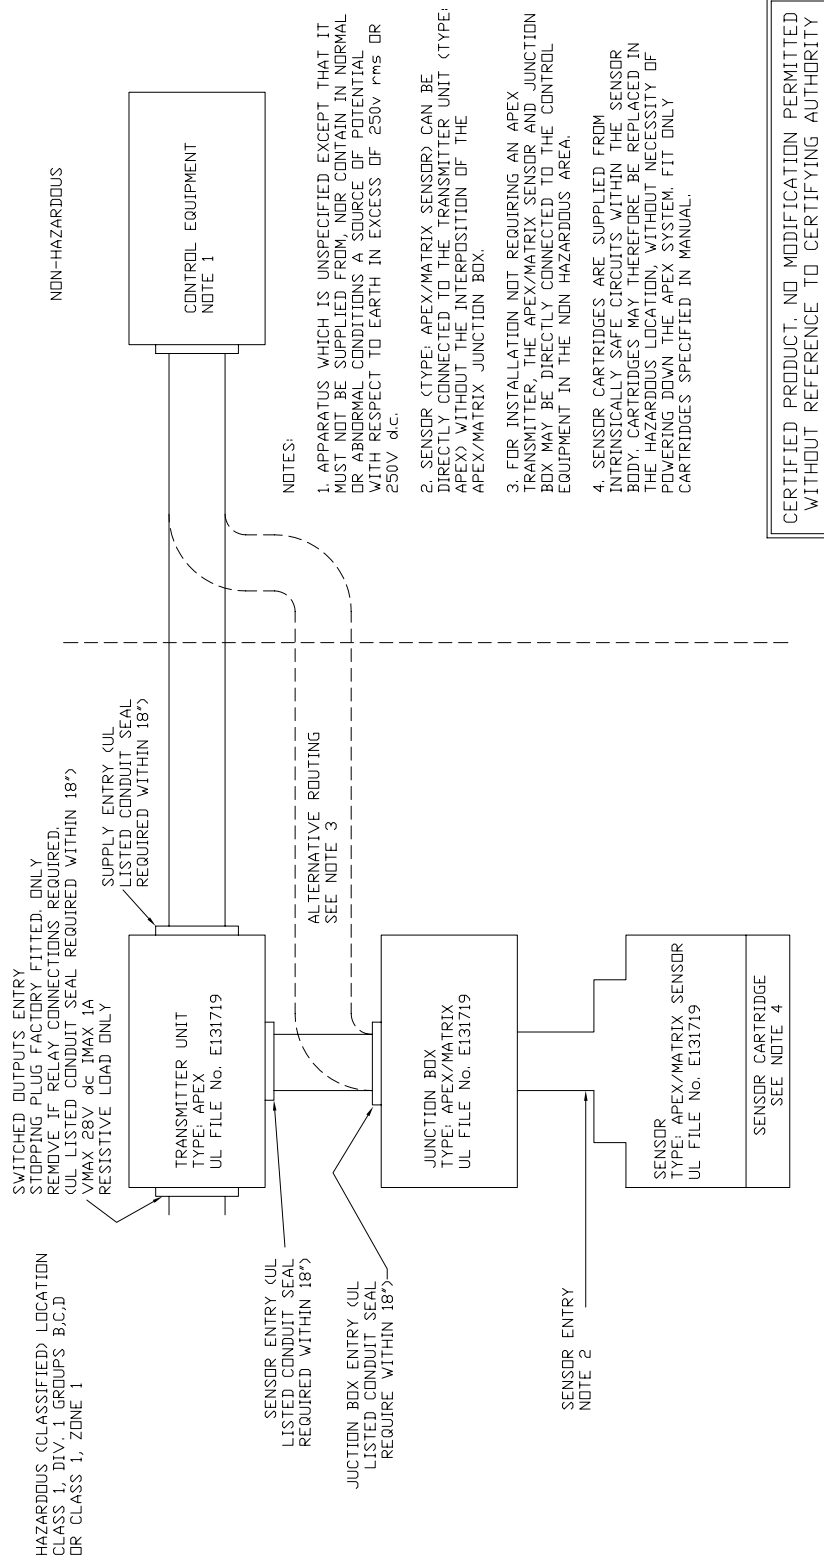 HAZARDOUS (CLASSIFIED) LOCATION
CLASS 1, DIV. 1 GROUPS B,C,D
OR CLASS 1, ZONE 1
SWITCHED OUTPUTS ENTRY
STOPPING PLUG FACTORY FITTED. ONLY
REMOVE IF RELAY CONNECTIONS REQUIRED.
(UL LISTED CONDUIT SEAL REQUIRED WITHIN 18")
VMAX 28V dc IMAX 1A
RESISTIVE LOAD ONLY
SUPPLY ENTRY (UL
LISTED CONDUIT SEAL
REQUIRED WITHIN 18")
NON-HAZARDOUS
TRANSMITTER UNIT
TYPE: APEX
UL FILE No. E131719
CONTROL EQUIPMENT
NOTE 1
SENSOR ENTRY (UL
LISTED CONDUIT SEAL
REQUIRED WITHIN 18")
ALTERNATIVE ROUTING
SEE NOTE 3
JUCTION BOX ENTRY (UL
LISTED CONDUIT SEAL
REQUIRE WITHIN 18")
JUNCTION BOX
TYPE: APEX/MATRIX
UL FILE No. E131719
SENSOR ENTRY
NOTE 2
SENSOR
TYPE: APEX/MATRIX SENSOR
UL FILE No. E131719
SENSOR CARTRIDGE
SEE NOTE 4
NOTES:
1. APPARATUS WHICH IS UNSPECIFIED EXCEPT THAT IT
MUST NOT BE SUPPLIED FROM, NOR CONTAIN IN NORMAL
OR ABNORMAL CONDITIONS A SOURCE OF POTENTIAL
WITH RESPECT TO EARTH IN EXCESS OF 250v rms OR
250V d.c.
2. SENSOR (TYPE: APEX/MATRIX SENSOR) CAN BE
DIRECTLY CONNECTED TO THE TRANSMITTER UNIT (TYPE:
APEX) WITHOUT THE INTERPOSITION OF THE
APEX/MATRIX JUNCTION BOX.
3. FOR INSTALLATION NOT REQUIRING AN APEX
TRANSMITTER, THE APEX/MATRIX SENSOR AND JUNCTION
BOX MAY BE DIRECTLY CONNECTED TO THE CONTROL
EQUIPMENT IN THE NON HAZARDOUS AREA.
4. SENSOR CARTRIDGES ARE SUPPLIED FROM
INTRINSICALLY SAFE CIRCUITS WITHIN THE SENSOR
BODY. CARTRIDGES MAY THEREFORE BE REPLACED IN
THE HAZARDOUS LOCATION, WITHOUT NECESSITY OF
POWERING DOWN THE APEX SYSTEM. FIT ONLY
CARTRIDGES SPECIFIED IN MANUAL.
CERTIFIED PRODUCT. NO MODIFICATION PERMITTED
WITHOUT REFERENCE TO CERTIFYING AUTHORITY